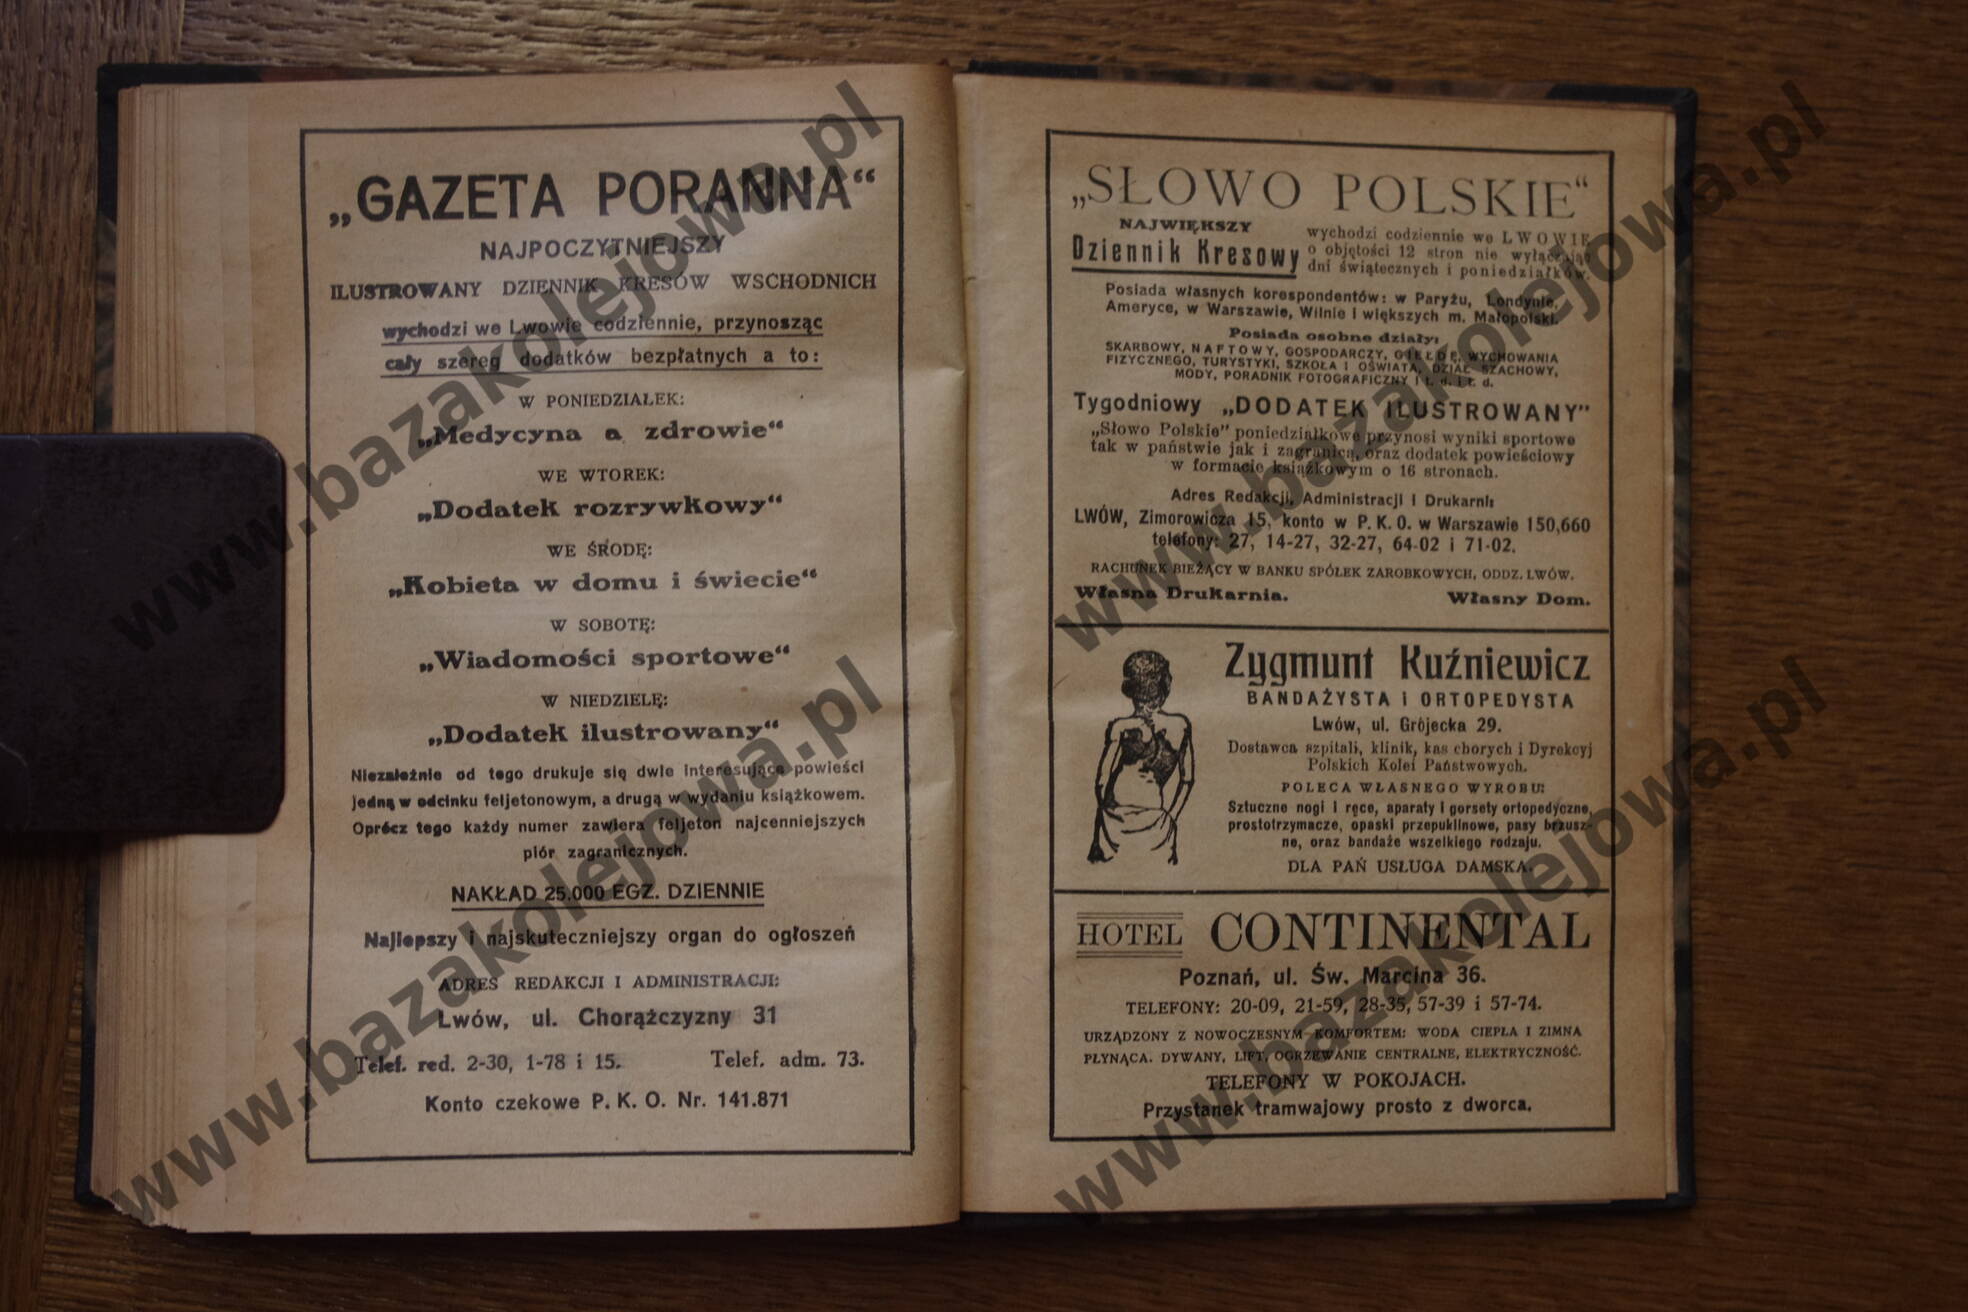 „GAZETA PORANNA“
NAJPOCZYTNIEJSZY
ILUSTROWANY DZIENNIK KRESÓW WSCHODNICH
wychodzi we Lwowie codziennie, przynosząc
cały szereg dodatków bezpłatnych a to:
W PONIEDZIAŁEK:
„Medycyna a zdrowie“
WE WTOREK:
„Dodatek rozrywkowy“
WE ŚRODĘ:
„Kobieta w domu i świecie“
W SOBOTĘ:
„Wiadomości sportowe“
W NIEDZIELĘ:
„Dodatek ilustrowany“
Niezależnie od tego drukuje się dwie interesujące powieści
jedną w odcinku feljetonowym, a drugą w wydaniu książkowem.
Oprócz tego każdy numer zawiera feljeton najcenniejszych
piór zagranicznych.
NAKŁAD 25.000 EGZ. DZIENNIE
Najlepszy i najskuteczniejszy organ do ogłoszeń
ADRES REDAKCJI I ADMINISTRACJI:
Lwów, ul. Chorążczyzny 31
Telef. red. 2-30, 1-78 i 15. Telef. adm. 73.
Konto czekowe P. K. O. Nr. 141.871
„SŁOWO POLSKIE“
NAJWIĘKSZY
Dziennik Kresowy
wychodzi codziennie we LWOWIE
o objętości 12 stron nie wyłączając
dni świątecznych i poniedziałków.
Posiada własnych korespondentów: w Paryżu, Londynie,
Ameryce, w Warszawie, Wilnie i większych m. Małopolski.
Posiada osobne działy:
SKARBOWY, NAFTOWY, GOSPODARCZY, GIEŁDĘ, WYCHOWANIA
FIZYCZNEGO, TURYSTYKI, SZKOŁA I OŚWIATA, DZIAŁ SZACHOWY,
MODY, PORADNIK FOTOGRAFICZNY i t. d. i t. d.
Tygodniowy „DODATEK ILUSTROWANY”
„Słowo Polskie” poniedziałkowe przynosi wyniki sportowe
tak w państwie jak i zagranicą, oraz dodatek powieściowy
w formacie książkowym o 16 stronach.
Adres Redakcji, Administracji i Drukarni:
LWÓW, Zimorowicza 15, konto w P. K. O. w Warszawie 150,660
telefony: 27, 14-27, 32-27, 64-02 i 71-02.
RACHUNEK BIEŻĄCY W BANKU SPÓŁEK ZAROBKOWYCH, ODDZ. LWÓW.
Własna Drukarnia. Własny Dom.
Zygmunt Kuźniewicz
BANDAŻYSTA i ORTOPEDYSTA
Lwów, ul. Grójecka 29.
Dostawca szpitali, klinik, kas chorych i Dyrekcyj
Polskich Kolei Państwowych.
POLECA WŁASNEGO WYROBU:
Sztuczne nogi i ręce, aparaty i gorsety ortopedyczne,
prostotrzymacze, opaski przepuklinowe, pasy brzusz-
ne, oraz bandaże wszelkiego rodzaju.
DLA PAŃ USŁUGA DAMSKA.
HOTEL CONTINENTAL
Poznań, ul. Św. Marcina 36.
TELEFONY: 20-09, 21-59, 28-35, 57-39 i 57-74.
URZĄDZONY Z NOWOCZESNYM KOMFORTEM: WODA CIEPŁA I ZIMNA
PŁYNĄCA. DYWANY, LIFT, OGRZEWANIE CENTRALNE, ELEKTRYCZNOŚĆ.
TELEFONY W POKOJACH.
Przystanek tramwajowy prosto z dworca.
www.bazakolejowa.pl
www.bazakolejowa.pl
www.bazakolejowa.pl
www.bazakolejowa.pl